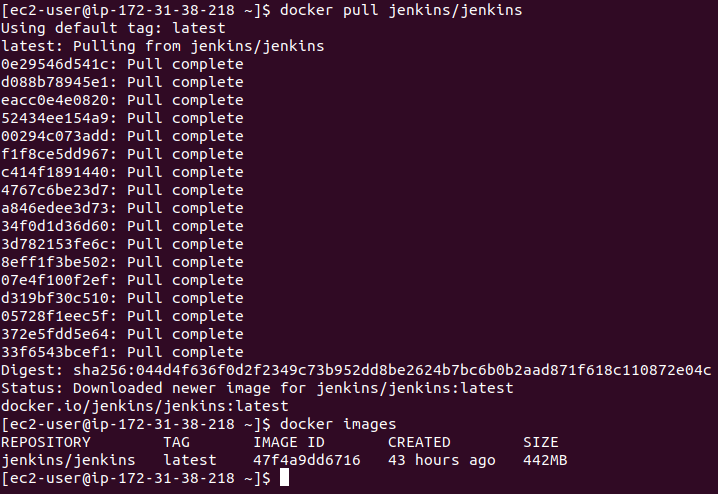 [ec2-user@ip-172-31-38-218 ~]$ docker pull jenkins/jenkins
Using default tag: latest
latest: Pulling from jenkins/jenkins
0e29546d541c: Pull complete
d088b78945e1: Pull complete
eacc0e4e0820: Pull complete
52434ee154a9: Pull complete
00294c073add: Pull complete
f1f8ce5dd967: Pull complete
c414f1891440: Pull complete
4767c6be23d7: Pull complete
a846edee3d73: Pull complete
34f0d1d36d60: Pull complete
3d782153fe6c: Pull complete
8eff1f3be502: Pull complete
07e4f100f2ef: Pull complete
d319bf30c510: Pull complete
05728f1eec5f: Pull complete
372e5fdd5e64: Pull complete
33f6543bcef1: Pull complete
Digest: sha256:044d4f636f0d2f2349c73b952dd8be2624b7bc6b0b2aad871f618c110872e04c
Status: Downloaded newer image for jenkins/jenkins:latest
docker.io/jenkins/jenkins:latest
[ec2-user@ip-172-31-38-218 ~]$ docker images
REPOSITORY TAG IMAGE ID CREATED SIZE
jenkins/jenkins latest 47f4a9dd6716 43 hours ago 442MB
[ec2-user@ip-172-31-38-218 ~]$